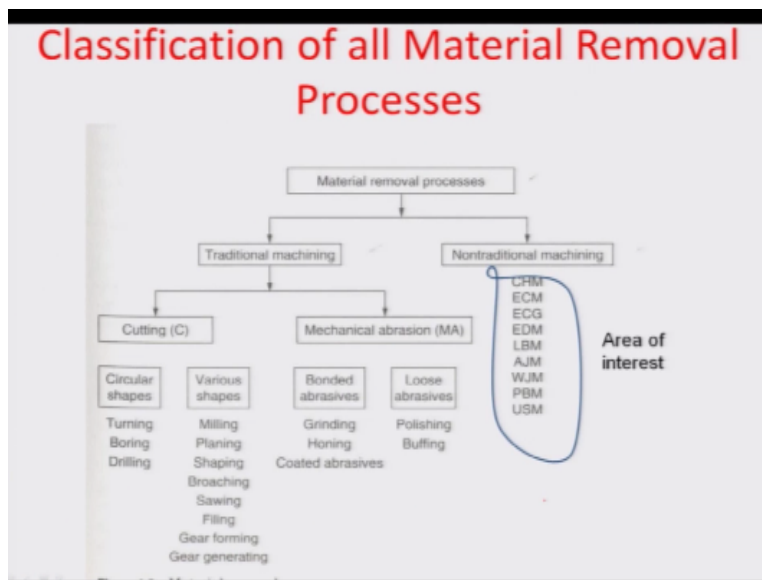 Classification of all Material Removal
Processes
Material removal processes
Traditional machining
Nontraditional machining
CHM
ECM
ECG
EDM
LBM
AJM
WJM
PBM
USM
Area of
interest
Cutting (C)
Mechanical abrasion (MA)
Circular
shapes
Turning
Boring
Drilling
Various
shapes
Milling
Planing
Shaping
Broaching
Sawing
Filing
Gear forming
Gear generating
Bonded
abrasives
Grinding
Honing
Coated abrasives
Loose
abrasives
Polishing
Buffing